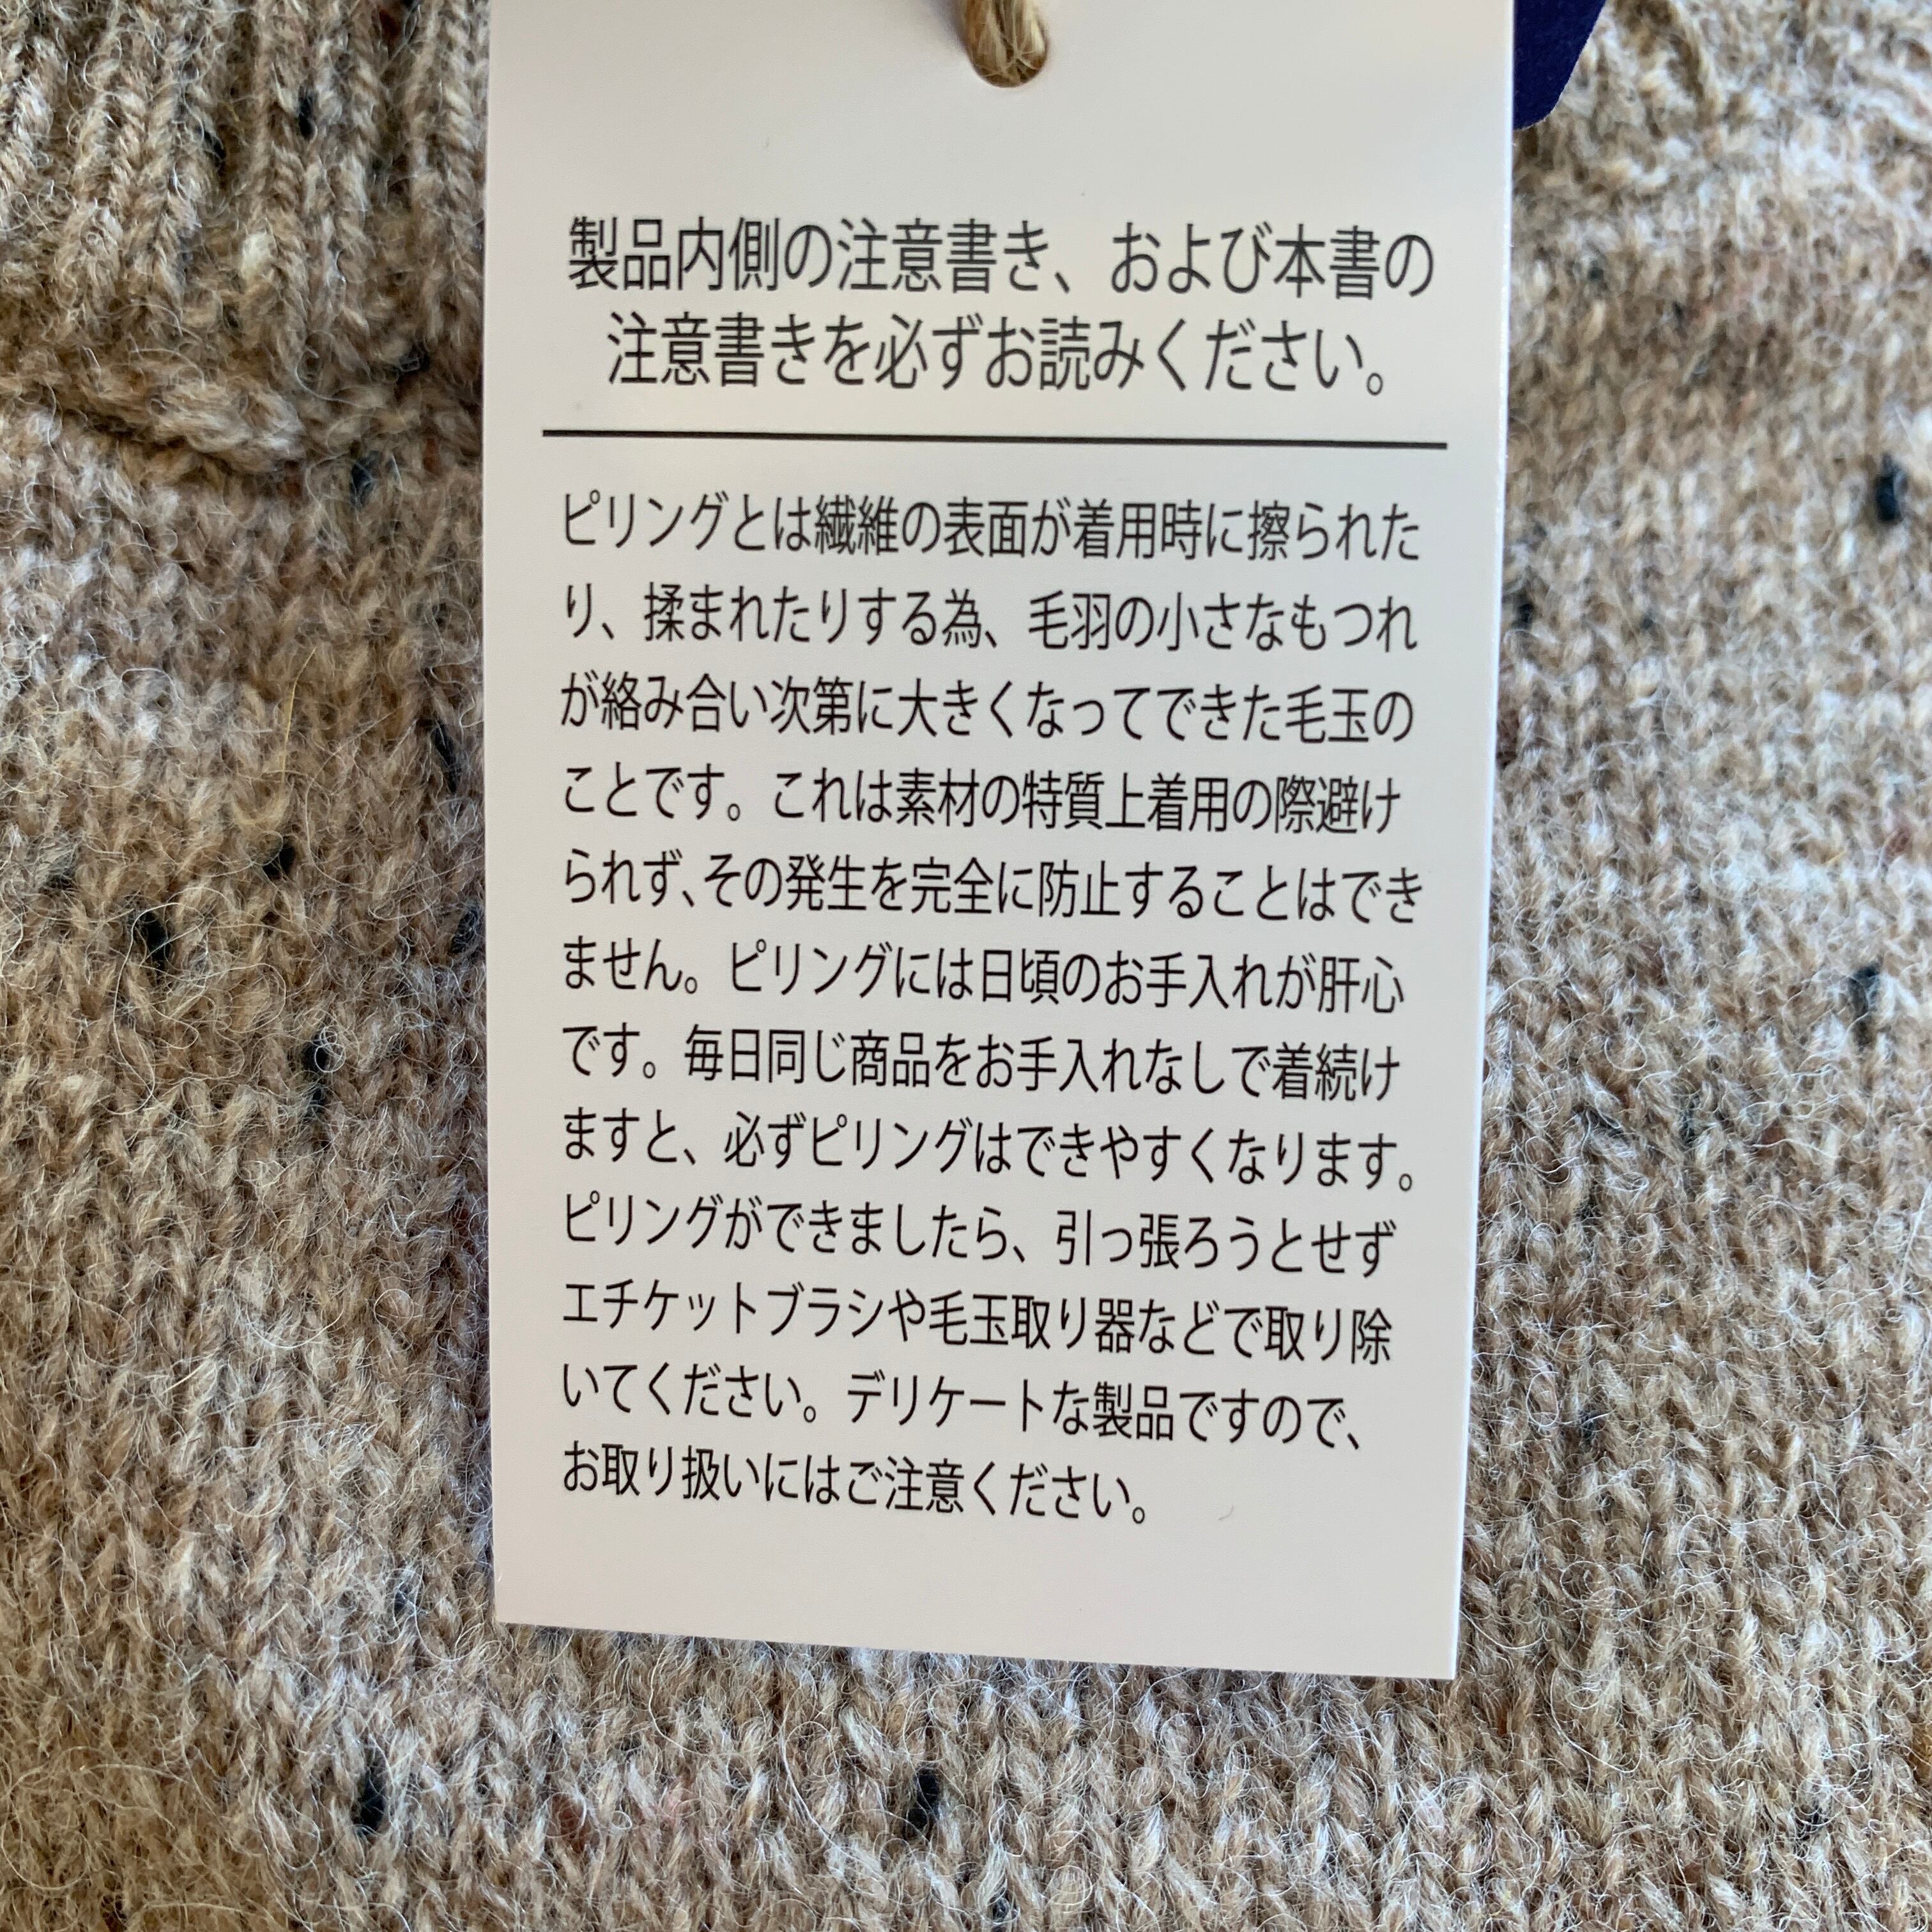 製品内側の注意書き、および本書の
注意書きを必ずお読みください。
ピリングとは繊維の表面が着用時に擦られた
り、揉まれたりする為、毛羽の小さなもつれ
が絡み合い次第に大きくなってできた毛玉の
ことです。これは素材の特質上着用の際避け
られず、その発生を完全に防止することはでき
ません。ピリングには日頃のお手入れが肝心
です。毎日同じ商品をお手入れなしで着続け
ますと、必ずピリングはできやすくなります。
ピリングができましたら、引っ張ろうとせず
エチケットブラシや毛玉取り器などで取り除
いてください。デリケートな製品ですので、
お取り扱いにはご注意ください。